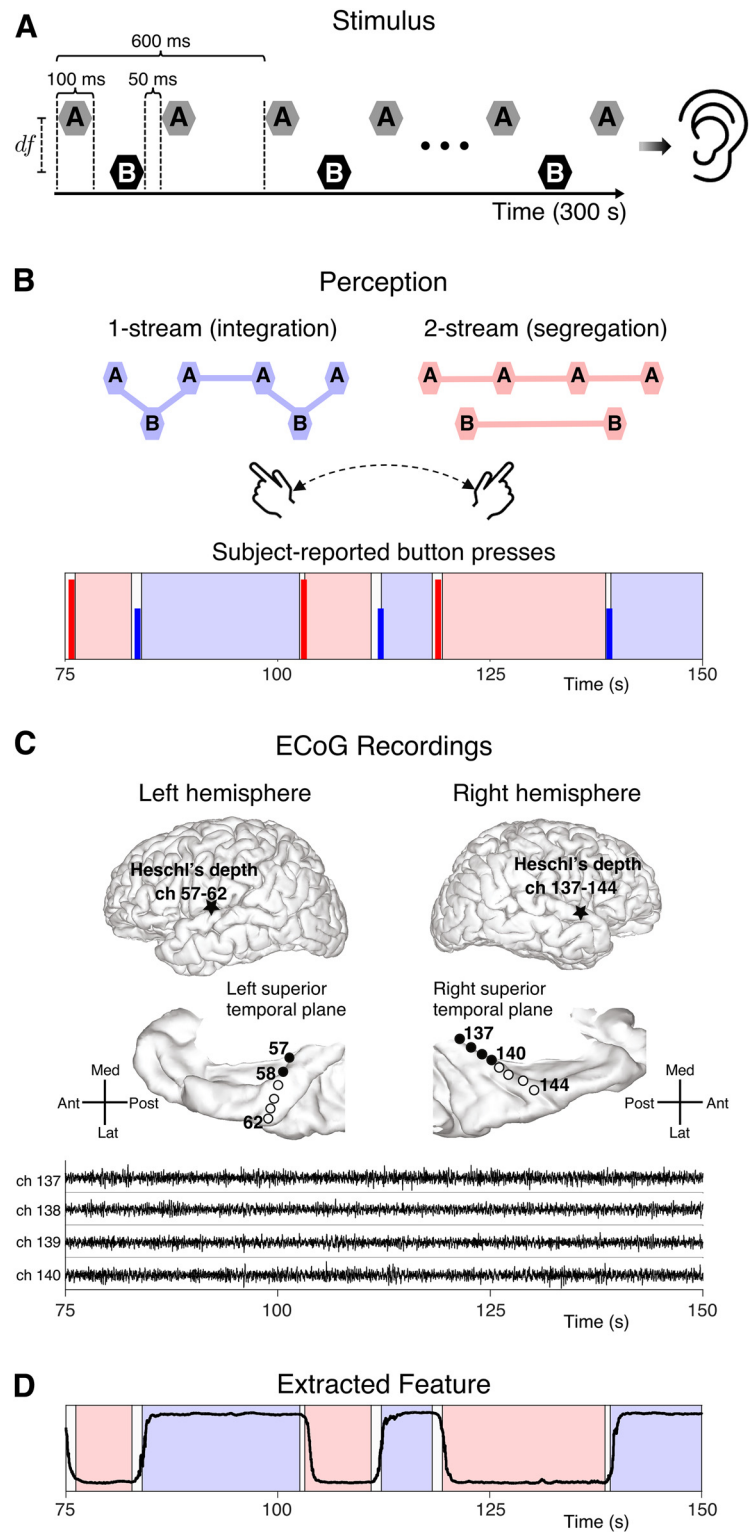 A
Stimulus
600 ms
100 ms
50 ms
A A A A A A
df
B B B
Time (300 s)
B
Perception
1-stream (integration)
2-stream (segregation)
A A A A
A A A A
B B
B B
Subject-reported button presses
75 100 125 150
Time (s)
C
ECoG Recordings
Left hemisphere
Right hemisphere
Heschl's depth
ch 57-62
Heschl's depth
ch 137-144
Left superior
temporal plane
Right superior
temporal plane
57
58
62
137
140
144
Med
Ant Post
Lat
Med
Post Ant
Lat
ch 137
ch 138
ch 139
ch 140
75 100 125 150
Time (s)
D
Extracted Feature
75 100 125 150
Time (s)